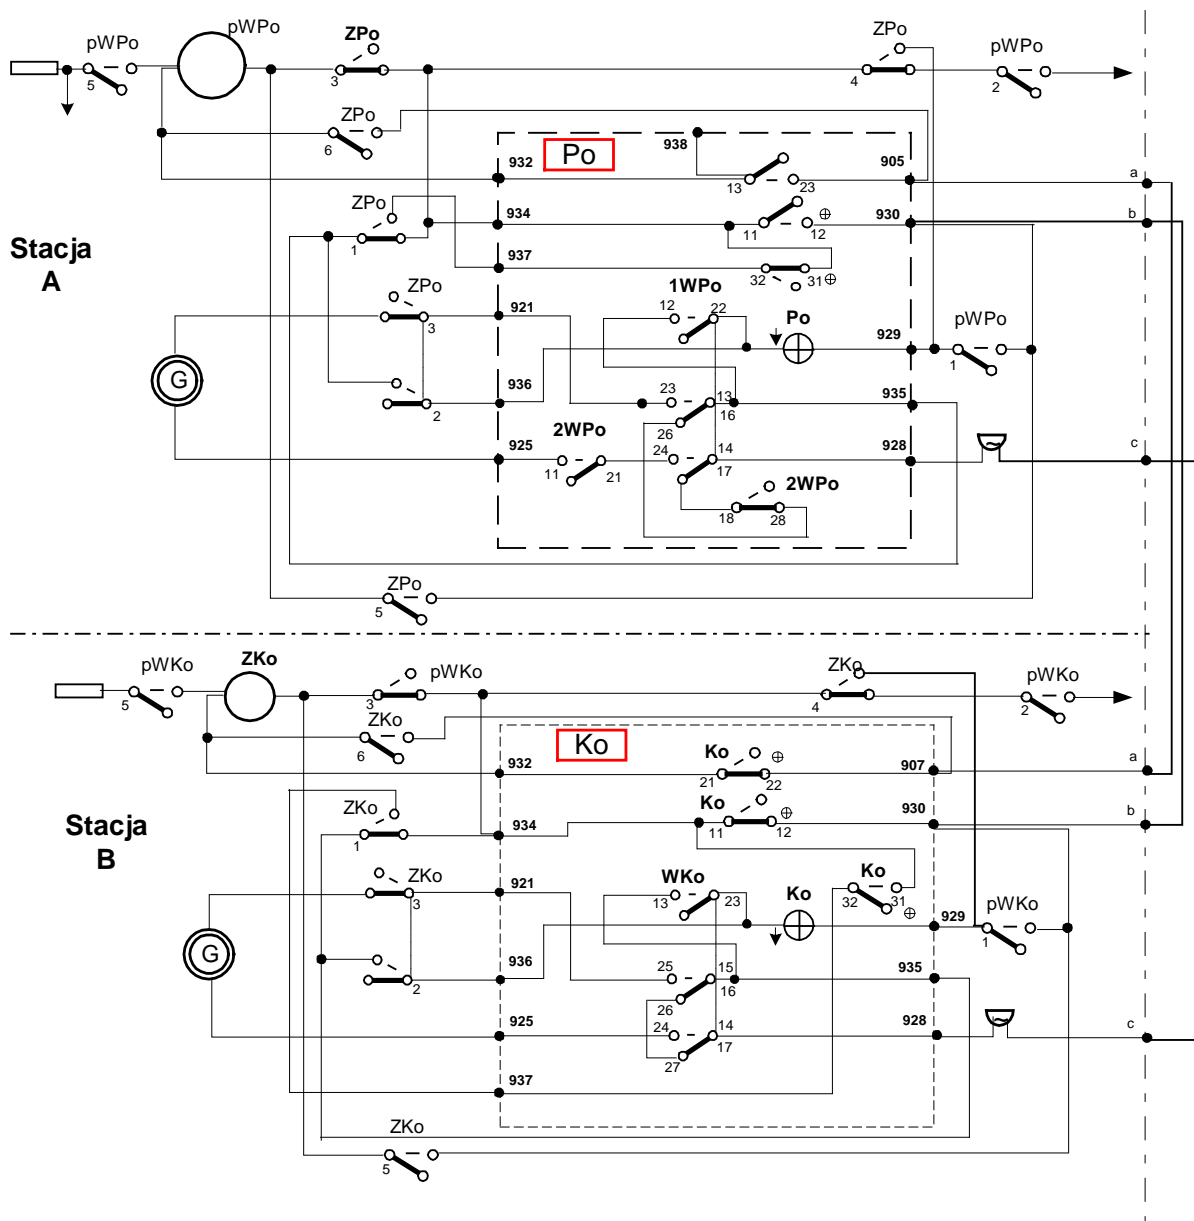 pWPo
pWPo
ZPo
ZPo
pWPo
5
3
4
2
ZPo
6
932
Po
938
905
a
13
23
ZPo
934
930
b
1
11
12
937
32
31
Stacja
A
ZPo
921
1WPo
12
22
Po
pWPo
3
929
1
G
936
23
13
935
2
16
26
925
2WPo
24
14
928
c
11
21
17
2WPo
18
28
ZPo
5
pWKo
ZKo
pWKo
ZKo
pWKo
5
3
4
2
ZKo
6
Ko
Ko
932
907
a
21
22
ZKo
Ko
934
930
b
1
11
12
Stacja
B
ZKo
921
WKo
Ko
Ko
13
23
32
31
3
929
pWKo
1
G
936
25
15
935
2
16
26
925
24
14
928
c
17
27
937
ZKo
5